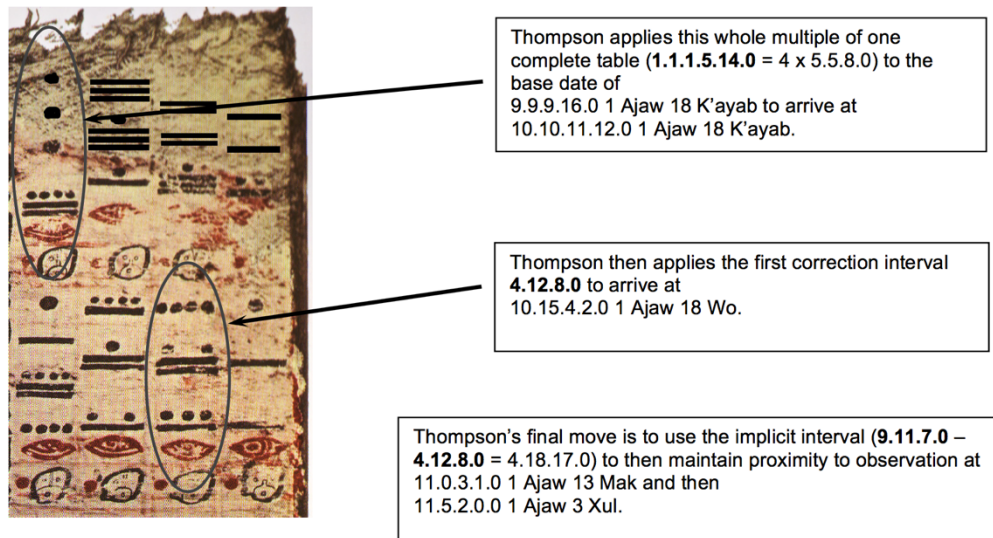 Thompson applies this whole multiple of one
complete table (1.1.1.5.14.0 = 4 x 5.5.8.0) to the
base date of
9.9.9.16.0 1 Ajaw 18 K’ayab to arrive at
10.10.11.12.0 1 Ajaw 18 K’ayab.
Thompson then applies the first correction interval
4.12.8.0 to arrive at
10.15.4.2.0 1 Ajaw 18 Wo.
Thompson’s final move is to use the implicit interval (9.11.7.0 –
4.12.8.0 = 4.18.17.0) to then maintain proximity to observation at
11.0.3.1.0 1 Ajaw 13 Mak and then
11.5.2.0.0 1 Ajaw 3 Xul.